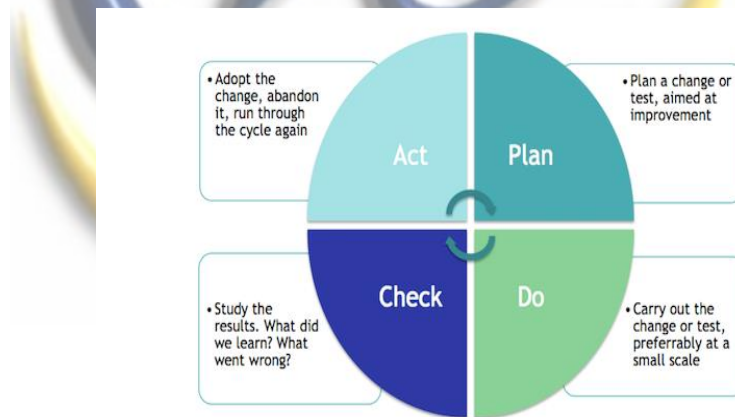 • Adopt the
change, abandon
it, run through
the cycle again
Act
Plan
• Plan a change or
test, aimed at
improvement
• Study the
results. What did
we learn? What
went wrong?
Check
Do
• Carry out the
change or test,
preferrably at a
small scale